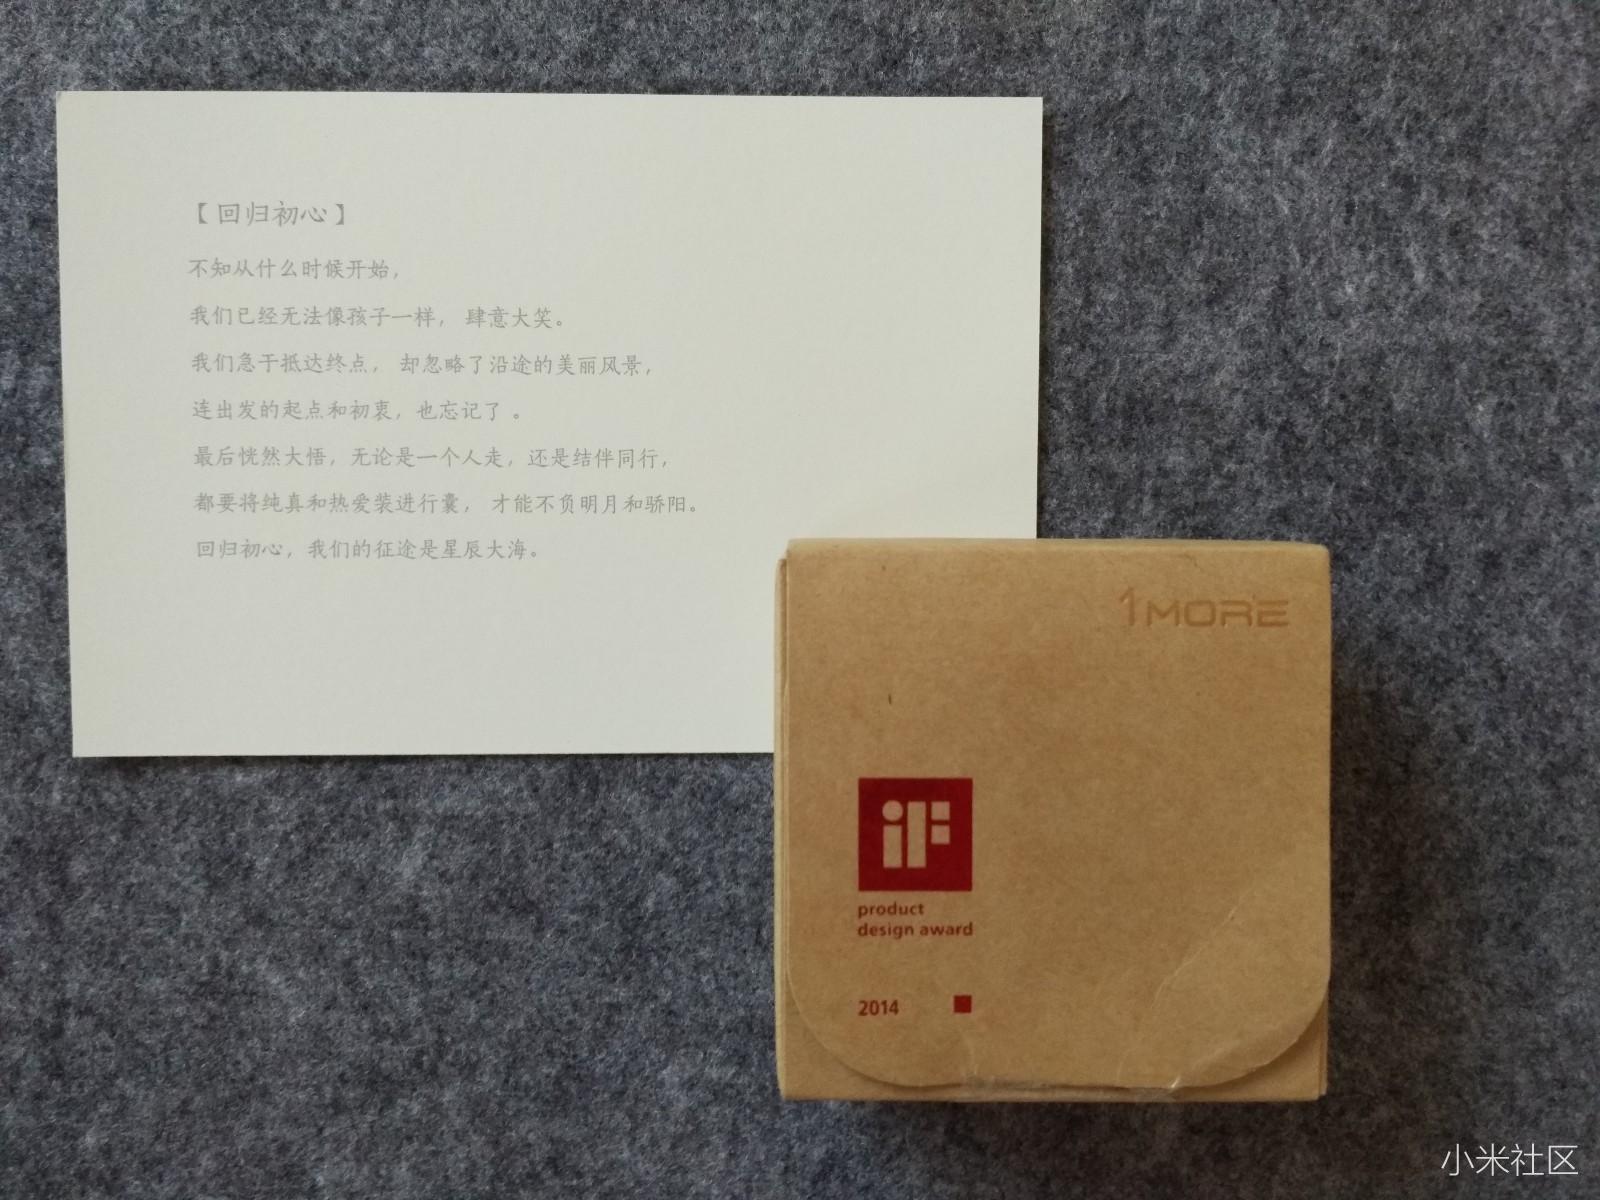 【回归初心】
不知从什么时候开始，
我们已经无法像孩子一样， 肆意大笑。
我们急于抵达终点， 却忽略了沿途的美丽风景，
连出发的起点和初衷，也忘记了 。
最后恍然大悟，无论是一个人走，还是结伴同行，
都要将纯真和热爱装进行囊， 才能不负明月和骄阳。
回归初心，我们的征途是星辰大海。
1MORE
iF
product
design award
2014
小米社区